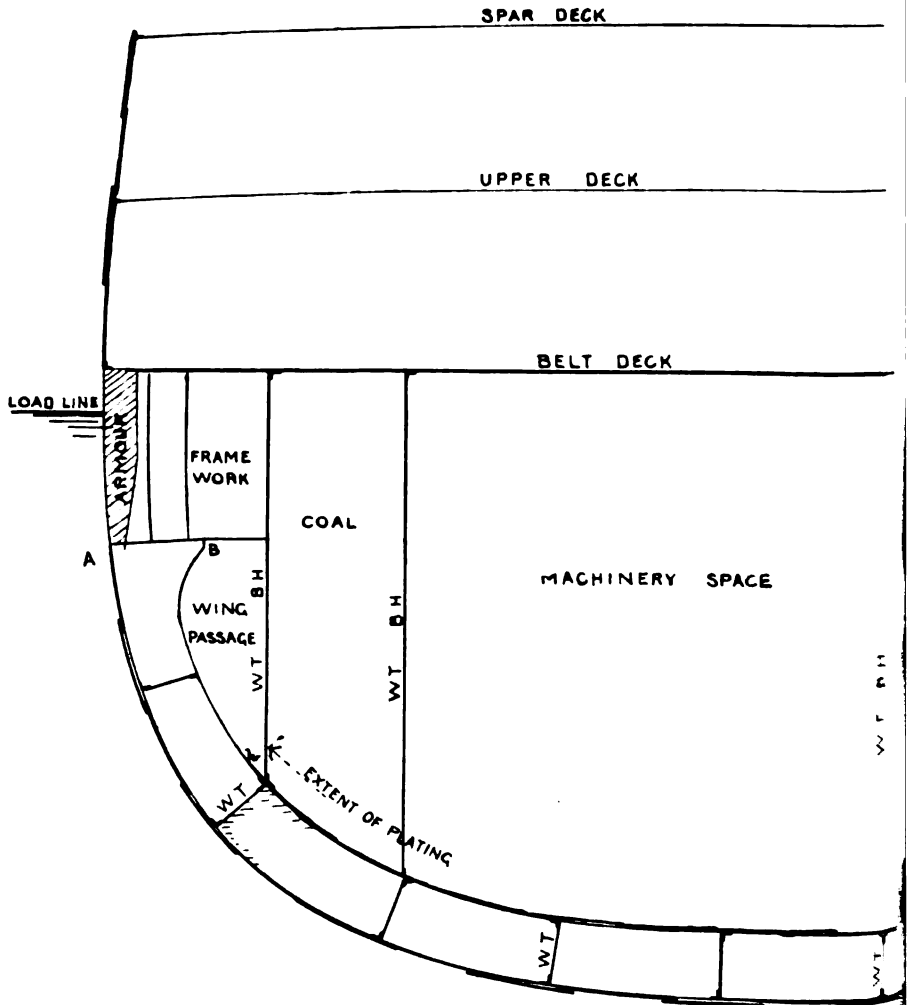 SPAR DECK
UPPER DECK
BELT DECK
LOAD LINE
ARMOUR
FRAME
WORK
COAL
A
B
MACHINERY SPACE
WING
PASSAGE
WT BH
WT BH
WT
EXTENT OF PLATING
WT
WT